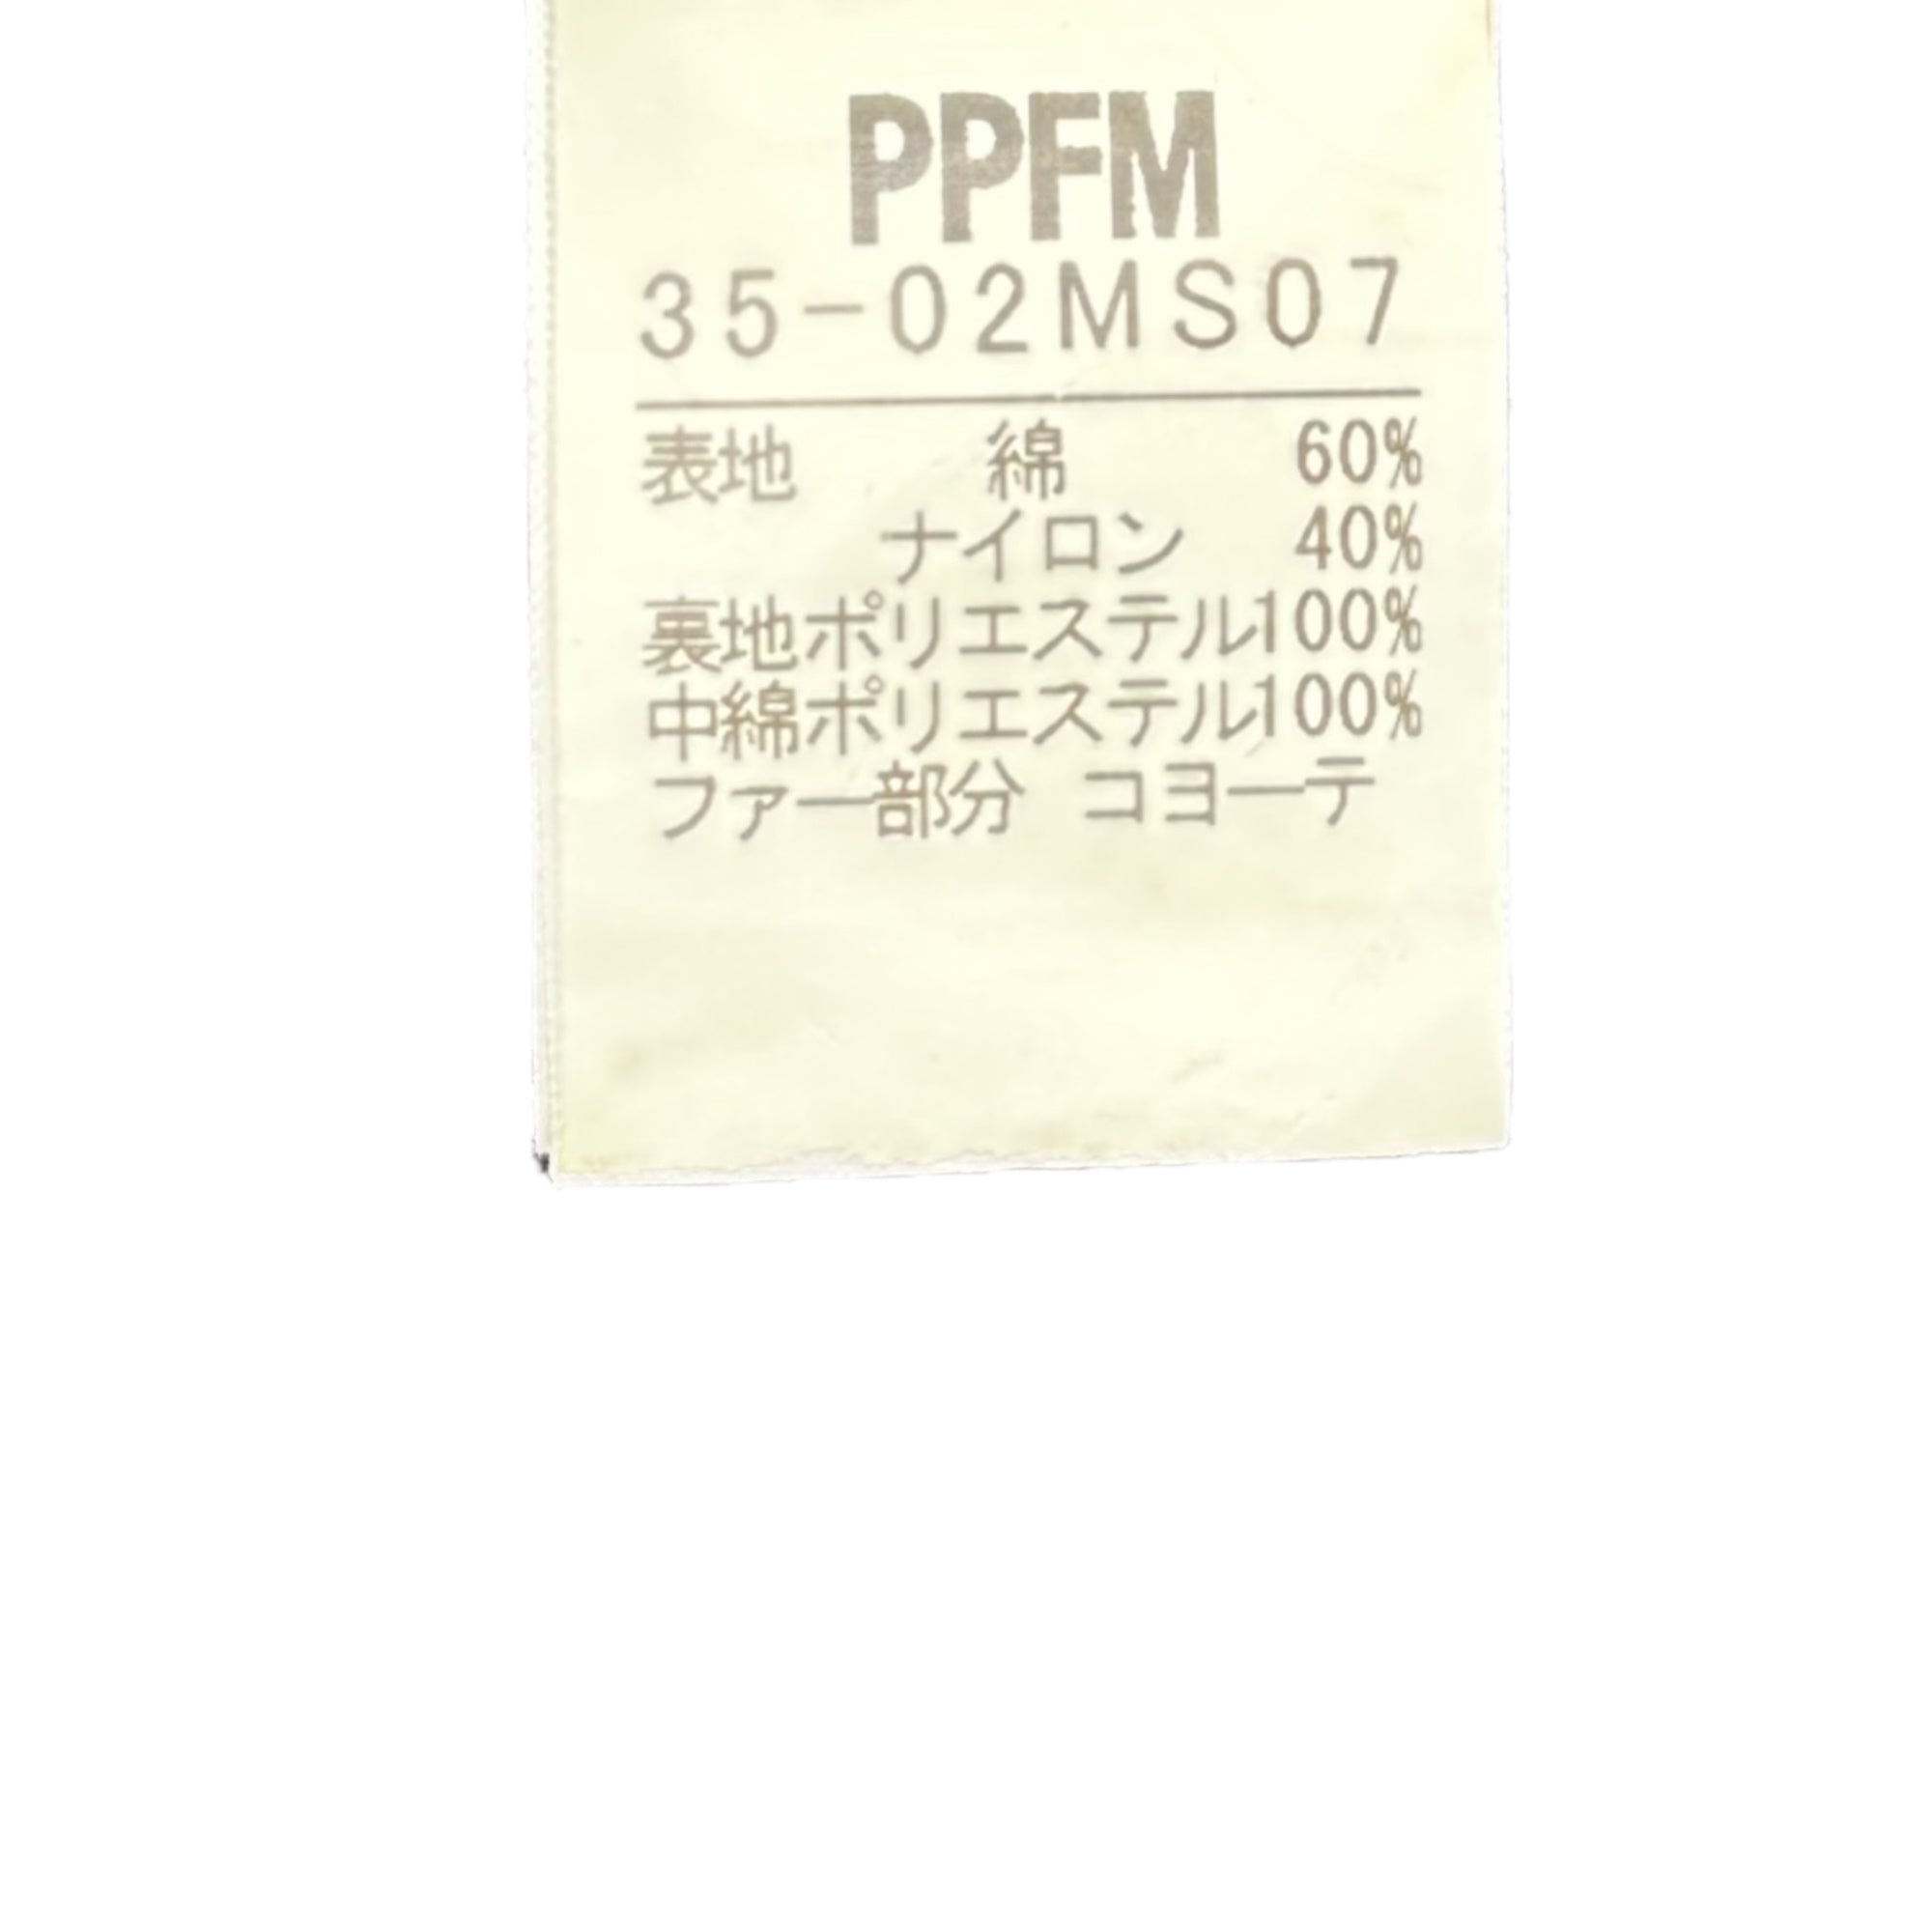 PPFM
35-02MS07
表地 綿 60%
ナイロン 40%
裏地ポリエステル100%
中綿ポリエステル100%
ファー部分 コヨーテ